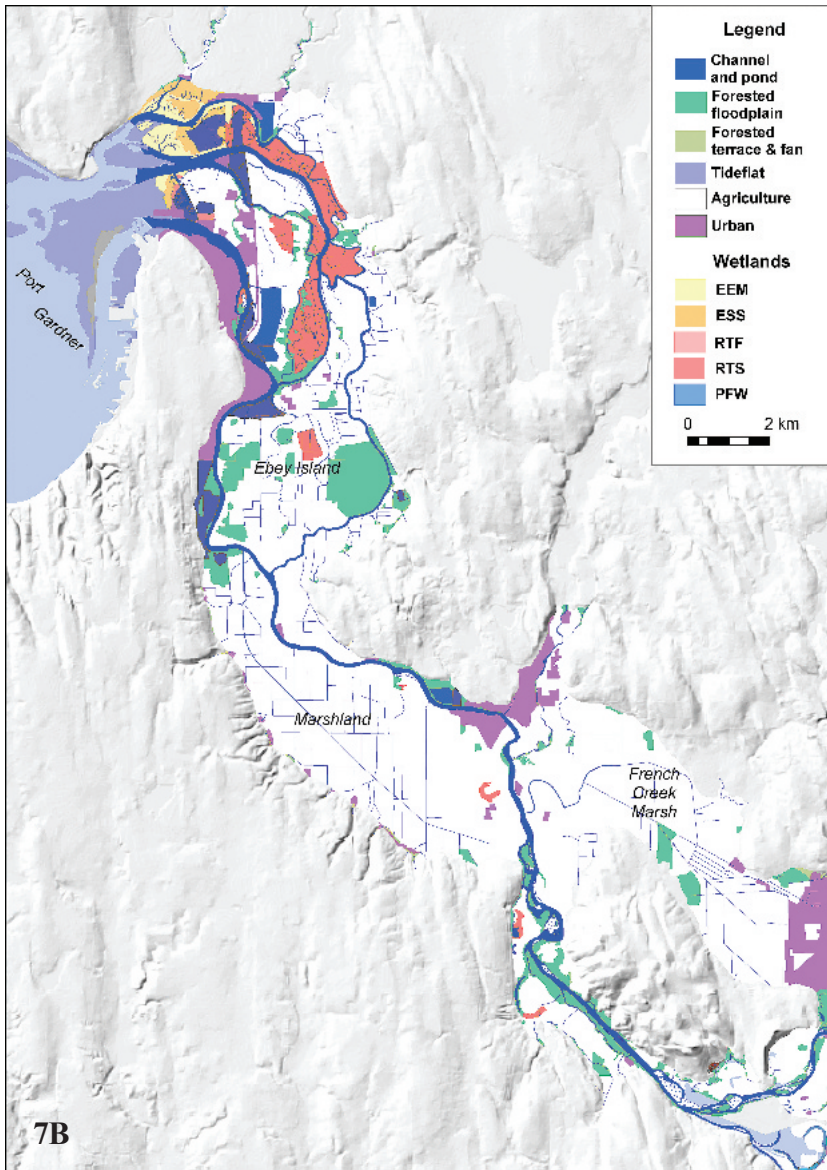 Legend
Channel
and pond
Forested
floodplain
Forested
terrace & fan
Tideflat
Agriculture
Urban
Wetlands
EEM
ESS
RTF
RTS
PFW
0 2 km
Port
Gardner
Ebey Island
Marshland
French
Creek
Marsh
7B